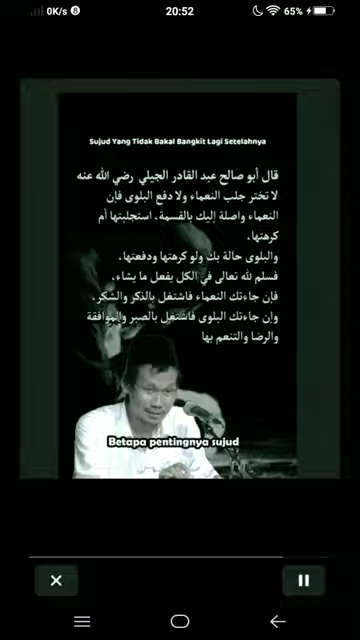 0K/s 8 20:52 65%
Sujud Yang Tidak Bakal Bangkit Lagi Setelahnya
قال أبو صالح عبد القادر الجيلي رضي الله عنه
لا تختر جلب النعماء ولا دفع البلوى فإن
النعماء واصلة إليك بالقسمة، استجلبتها أم
كرهتها،
والبلوى حالة بك ولو كرهتها ودفعتها،
فسلم لله تعالى في الكل يفعل ما يشاء،
فإن جاءتك النعماء فاشتغل بالذكر والشكر،
وإن جاءتك البلوى فاشتغل بالصبر والموافقة
والرضا والتنعم بها
Betapa pentingnya sujud